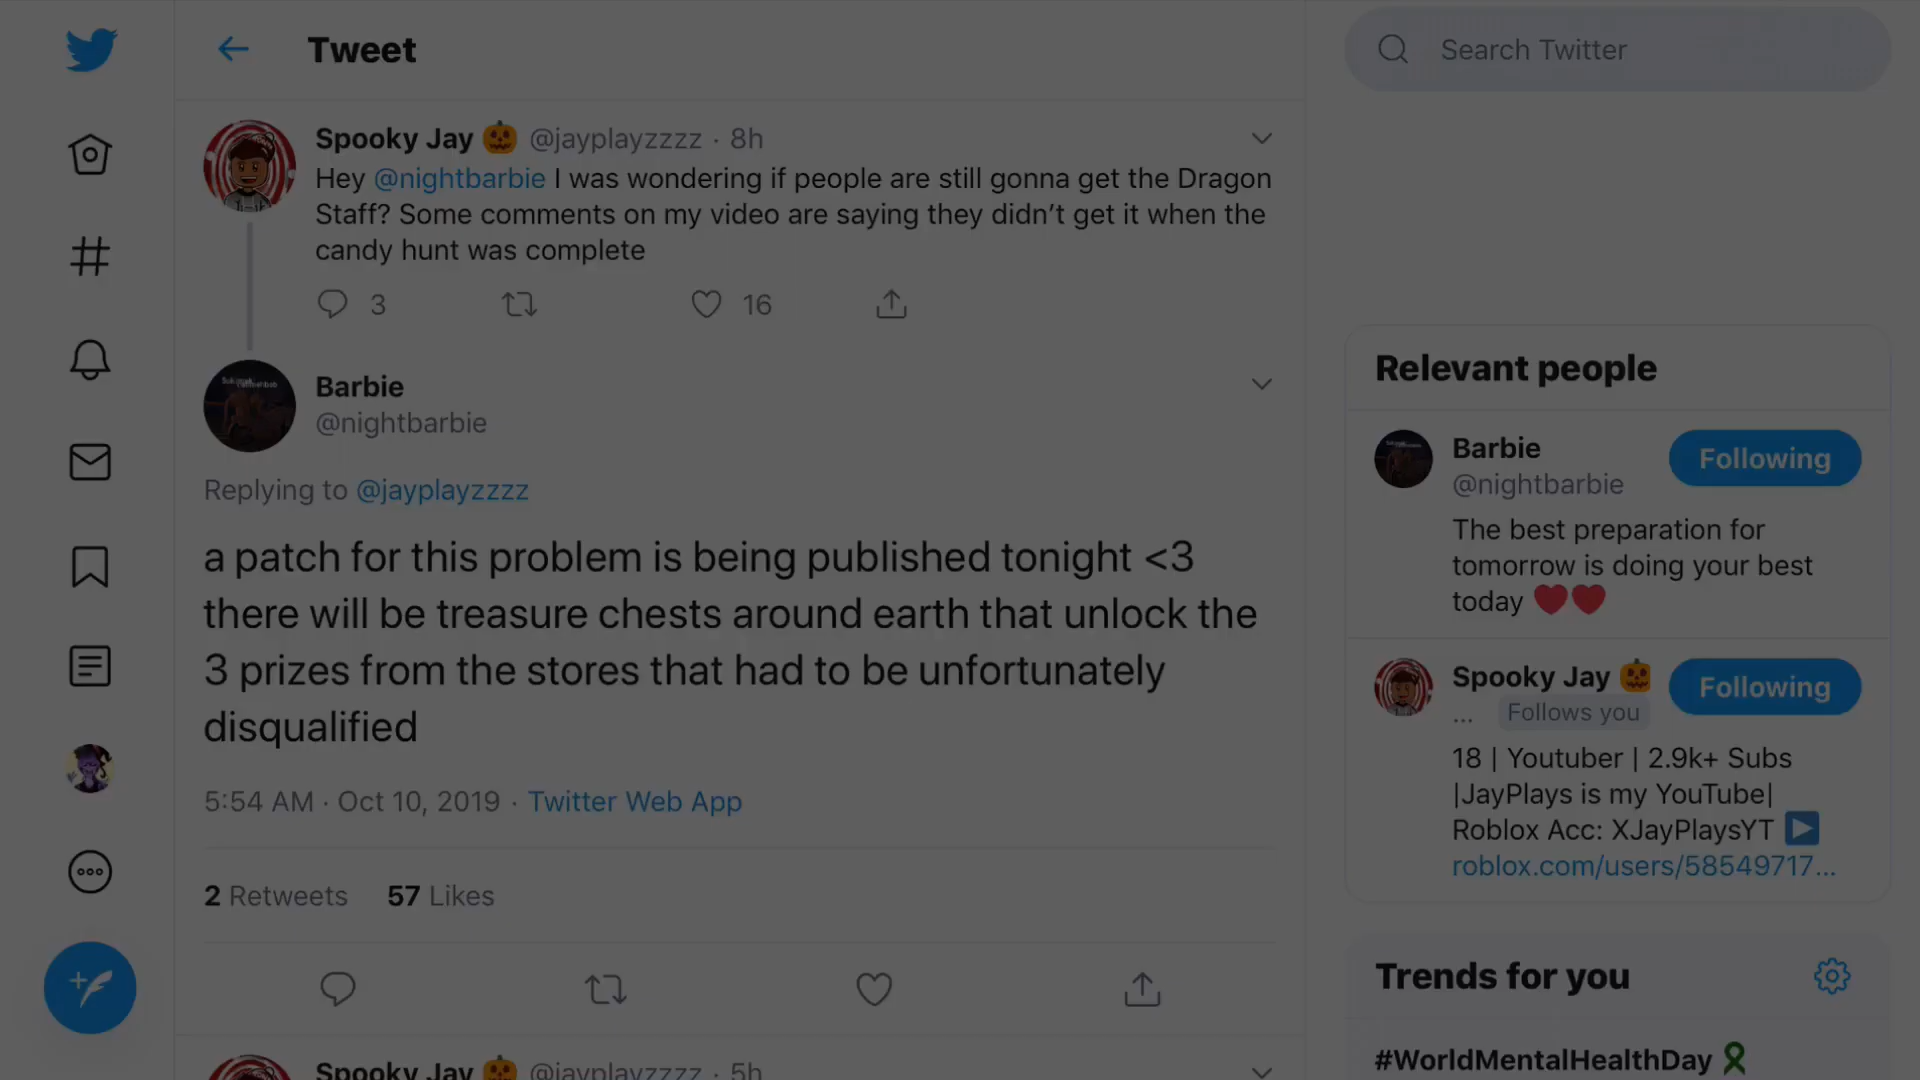 Tweet
Search Twitter
Spooky Jay 🎃 @jayplayzzzz · 8h
Hey @nightbarbie I was wondering if people are still gonna get the Dragon
Staff? Some comments on my video are saying they didn't get it when the
candy hunt was complete
3
16
Barbie
@nightbarbie
Replying to @jayplayzzzz
a patch for this problem is being published tonight <3
there will be treasure chests around earth that unlock the
3 prizes from the stores that had to be unfortunately
disqualified
5:54 AM · Oct 10, 2019 · Twitter Web App
2 Retweets 57 Likes
Spooky Jay 🎃 @jayplayzzzz · 5h
Relevant people
Barbie
Following
@nightbarbie
The best preparation for
tomorrow is doing your best
today ❤️❤️
Spooky Jay 🎃
Following
... Follows you
18 | Youtuber | 2.9k+ Subs
|JayPlays is my YouTube|
Roblox Acc: XJayPlaysYT ▶️
roblox.com/users/58549717...
Trends for you
#WorldMentalHealthDay